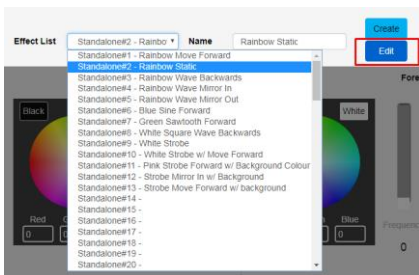 Create
Effect List Standalone#2 - Rainbo Name Rainbow Static
Edit
Standalone#1 - Rainbow Move Forward
Standalone#2 - Rainbow Static
Standalone#3 - Rainbow Wave Backwards
Standalone#4 - Rainbow Wave Mirror In
Standalone#5 - Rainbow Wave Mirror Out
Standalone#6 - Blue Sine Forward
Standalone#7 - Green Sawtooth Forward
Standalone#8 - White Square Wave Backwards
Standalone#9 - White Strobe
Standalone#10 - White Strobe w/ Move Forward
Standalone#11 - Pink Strobe Forward w/ Background Colour
Standalone#12 - Strobe Mirror In w/ Background
Standalone#13 - Strobe Move Forward w/ background
Standalone#14 -
Standalone#15 -
Standalone#16 -
Standalone#17 -
Standalone#18 -
Standalone#19 -
Standalone#20 -
Fore
Black White
Red Blue Frequenc
0 0 0